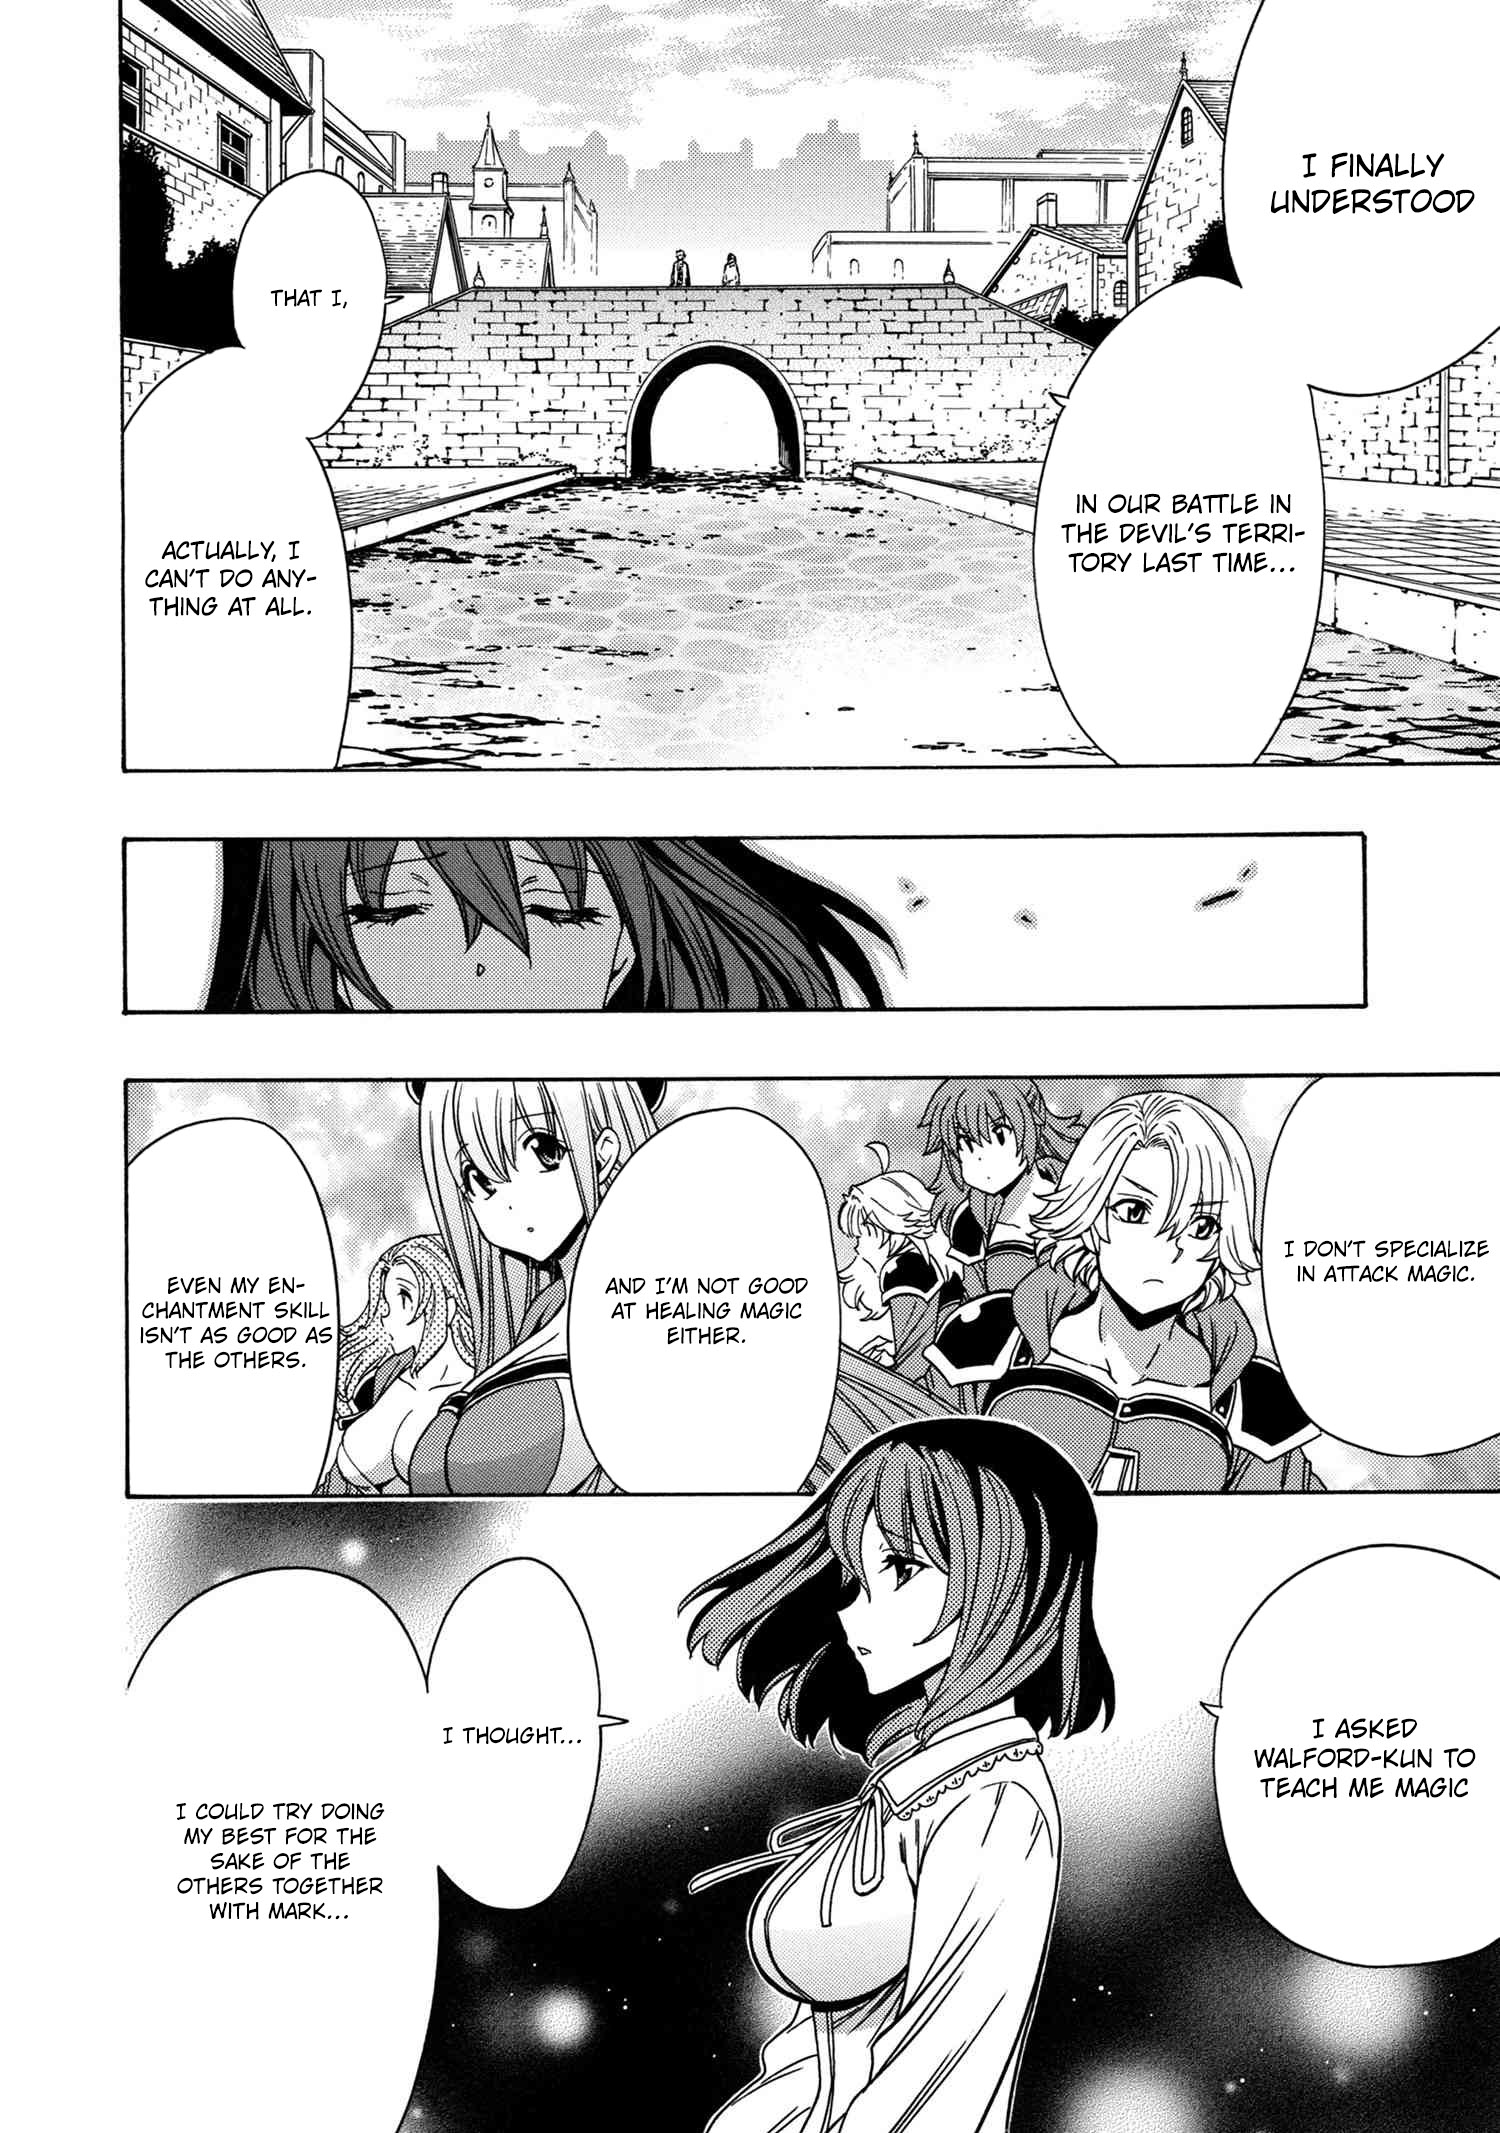 I FINALLY
UNDERSTOOD
IN OUR BATTLE IN
THE DEVIL'S TERRI-
TORY LAST TIME...
THAT I,
ACTUALLY, I
CAN'T DO ANY-
THING AT ALL.
I DON'T SPECIALIZE
IN ATTACK MAGIC.
AND I'M NOT GOOD
AT HEALING MAGIC
EITHER.
EVEN MY EN-
CHANTMENT SKILL
ISN'T AS GOOD AS
THE OTHERS.
I ASKED
WALFORD-KUN TO
TEACH ME MAGIC
I THOUGHT...
I COULD TRY DOING
MY BEST FOR THE
SAKE OF THE
OTHERS TOGETHER
WITH MARK...